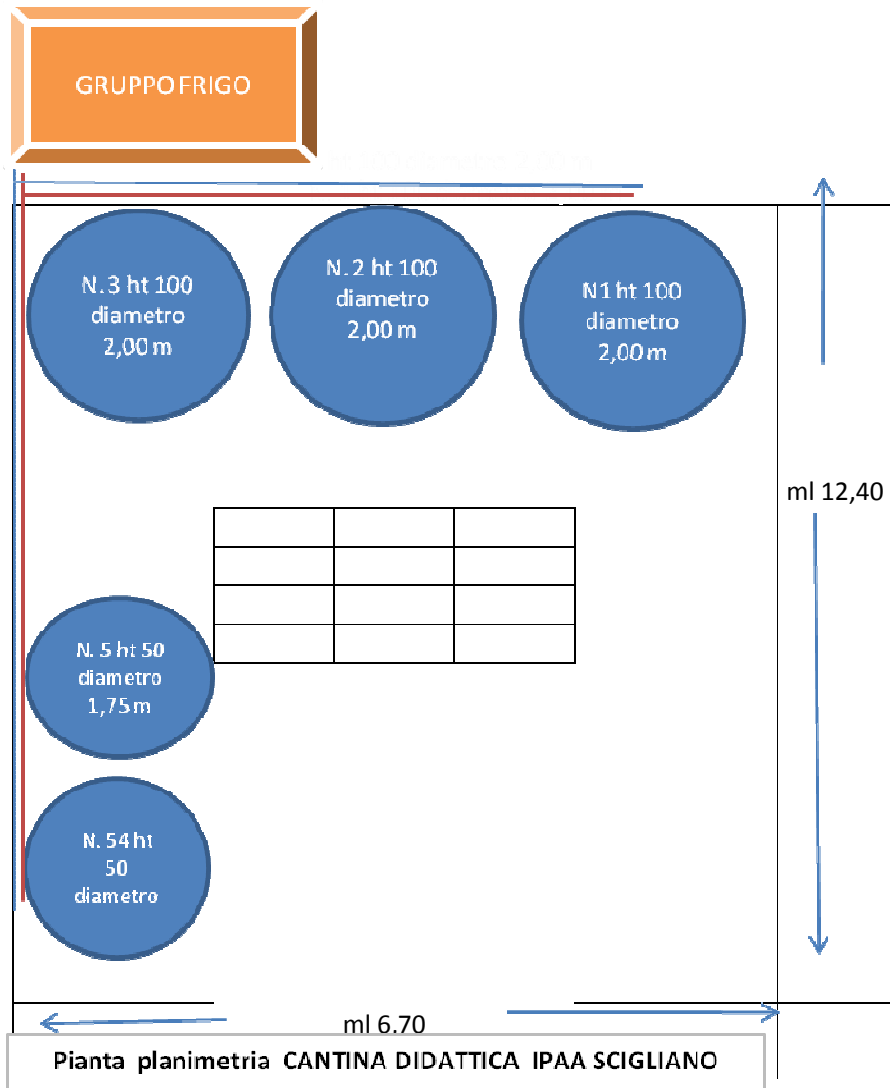 GRUPPO FRIGO
N. 3 ht 100
diametro
2,00 m
N. 2 ht 100
diametro
2,00 m
N1 ht 100
diametro
2,00 m
ml 12,40
N. 5 ht 50
diametro
1,75 m
N. 54 ht
50
diametro
ml 6,70
Pianta planimetria CANTINA DIDATTICA IPAA SCIGLIANO